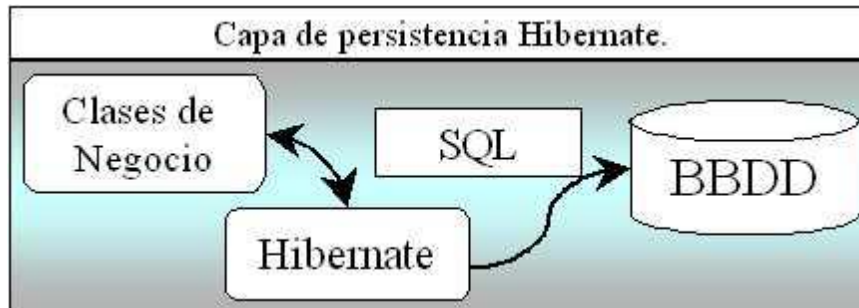 Capa de persistencia Hibernate.
Clases de
Negocio
SQL
BBDD
Hibernate